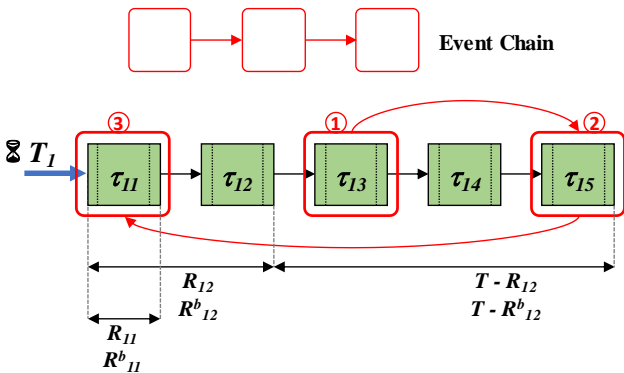 Event Chain
③ ① ②
⌛ T₁
τ₁₁ τ₁₂ τ₁₃ τ₁₄ τ₁₅
R₁₂ T - R₁₂
Rᵇ₁₂ T - Rᵇ₁₂
R₁₁
Rᵇ₁₁